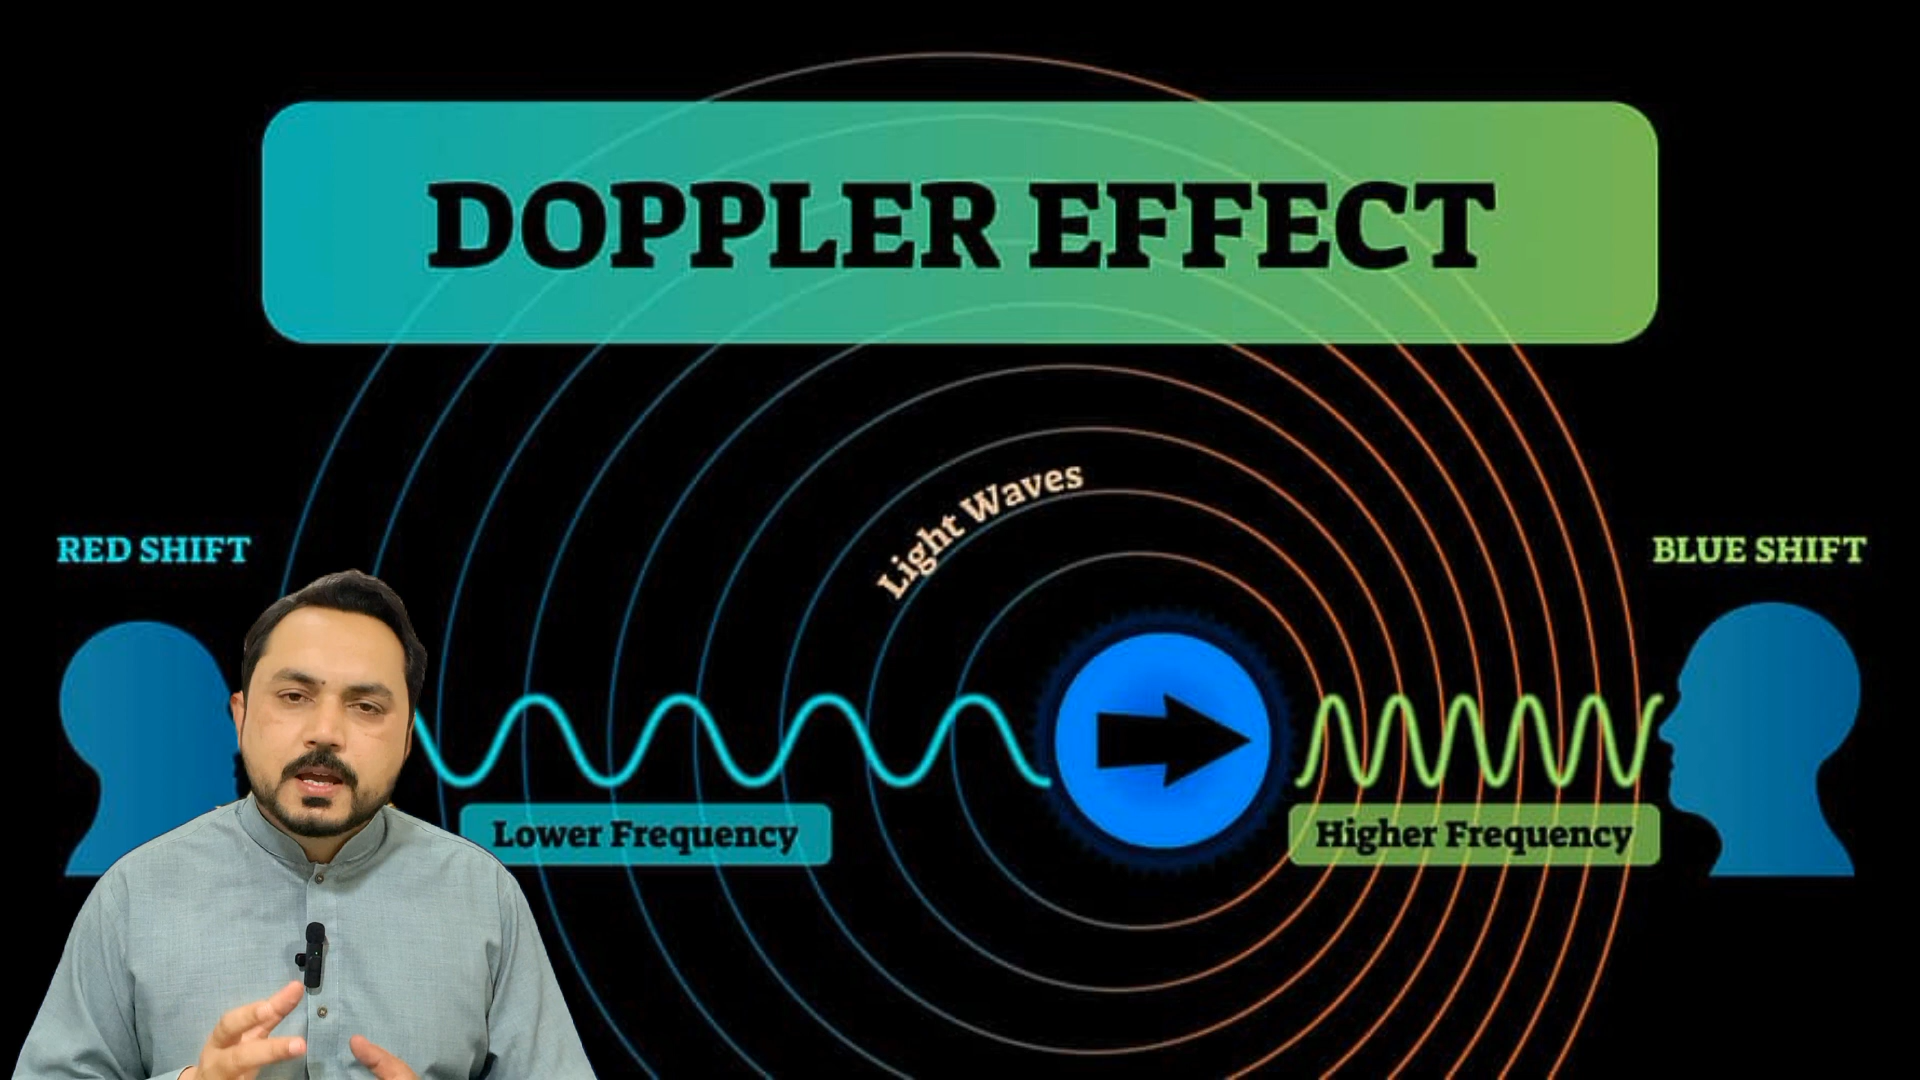 DOPPLER EFFECT
Light Waves
RED SHIFT
BLUE SHIFT
Lower Frequency
Higher Frequency